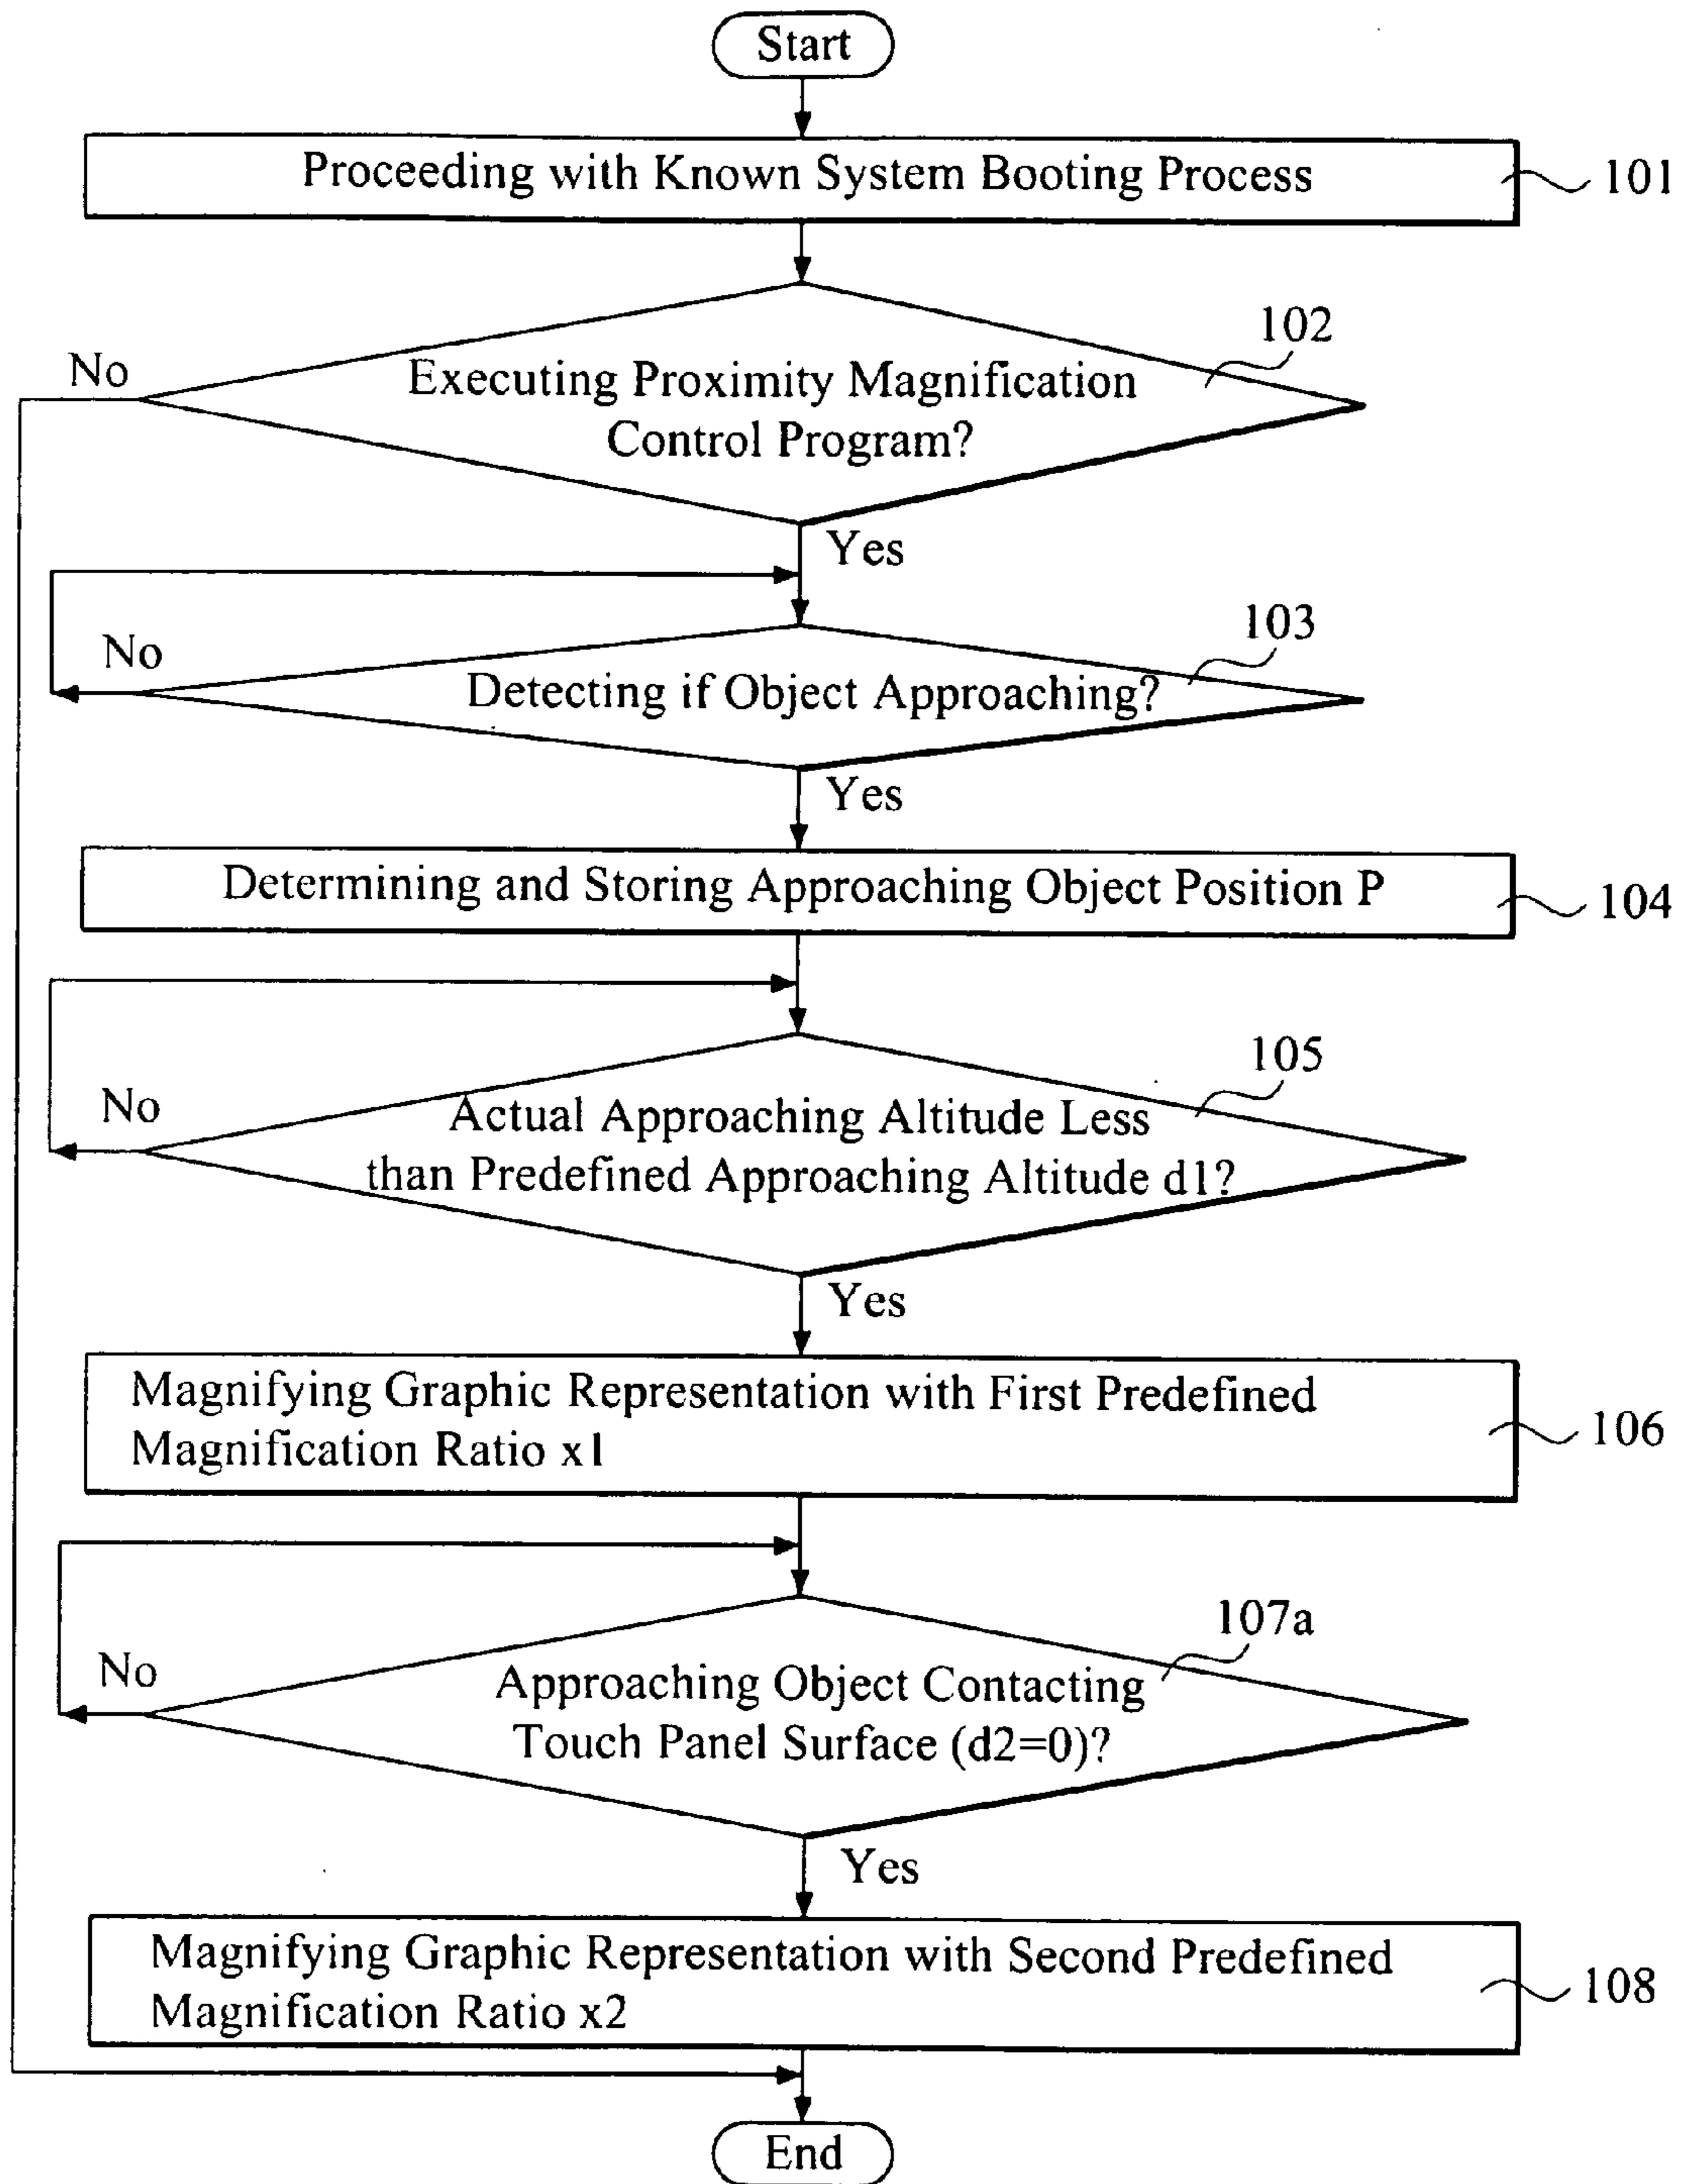 Start
Proceeding with Known System Booting Process
101
102
No
Executing Proximity Magnification
Control Program?
Yes
103
No
Detecting if Object Approaching?
Yes
Determining and Storing Approaching Object Position P
104
105
No
Actual Approaching Altitude Less
than Predefined Approaching Altitude d1?
Yes
Magnifying Graphic Representation with First Predefined
Magnification Ratio x1
106
107a
No
Approaching Object Contacting
Touch Panel Surface (d2=0)?
Yes
Magnifying Graphic Representation with Second Predefined
Magnification Ratio x2
108
End